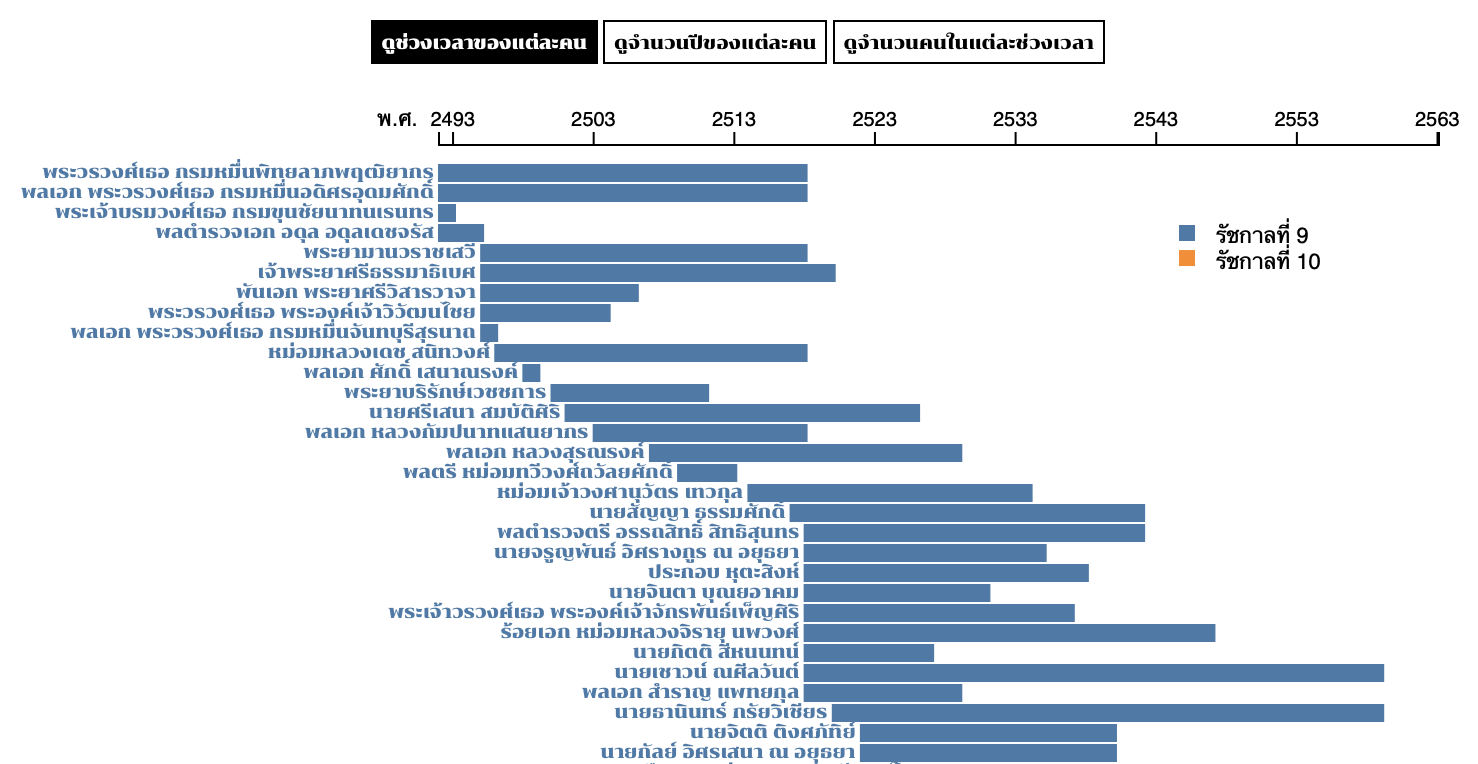 ดูช่วงเวลาของแต่ละคน ดูจำนวนปีของแต่ละคน ดูจำนวนคนในแต่ละช่วงเวลา
พ.ศ. 2493 2503 2513 2523 2533 2543 2553 2563
พระวรวงศ์เธอ กรมหมื่นพิทยลาภพฤฒิยากร
พลเอก พระวรวงศ์เธอ กรมหมื่นอดิศรอุดมศักดิ์
พระเจ้าบรมวงศ์เธอ กรมขุนชัยนาทนเรนทร
พลตำรวจเอก อดุล อดุลเดชจรัส
รัชกาลที่ 9
พระยามานวราชเสวี
รัชกาลที่ 10
เจ้าพระยาศรีธรรมาธิเบศ
พันเอก พระยาศรีวิสารวาจา
พระวรวงศ์เธอ พระองค์เจ้าวิวัฒนไชย
พลเอก พระวรวงศ์เธอ กรมหมื่นจันทบุรีสุรนาถ
หม่อมหลวงเดช สนิทวงศ์
พลเอก ศักดิ์ เสนาณรงค์
พระยาบริรักษ์เวชชการ
นายศรีเสนา สมบัติศิริ
พลเอก หลวงกัมปนาทแสนยากร
พลเอก หลวงสุรณรงค์
พลตรี หม่อมทวีวงศ์ถวัลยศักดิ์
หม่อมเจ้าวงศานุวัตร เทวกุล
นายสัญญา ธรรมศักดิ์
พลตำรวจตรี อรรถสิทธิ์ สิทธิสุนทร
นายจรูญพันธ์ อิศรางกูร ณ อยุธยา
ประกอบ หุตะสิงห์
นายจินตา บุณยอาคม
พระเจ้าวรวงศ์เธอ พระองค์เจ้าจักรพันธ์เพ็ญศิริ
ร้อยเอก หม่อมหลวงจิรายุ นพวงศ์
นายกิตติ สีหนนทน์
นายเชาวน์ ณศีลวันต์
พลเอก สำราญ แพทยกุล
นายธานินทร์ กรัยวิเชียร
นายจิตติ ติงศภัทิย์
นายกัลย์ อิศรเสนา ณ อยุธยา